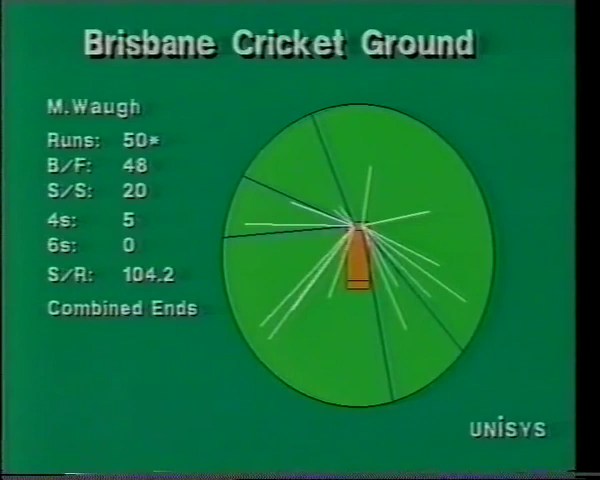 Brisbane Cricket Ground
M.Waugh
Runs: 50*
B/F: 48
S/S: 20
4s: 5
6s: 0
S/R: 104.2
Combined Ends
UNiSYS